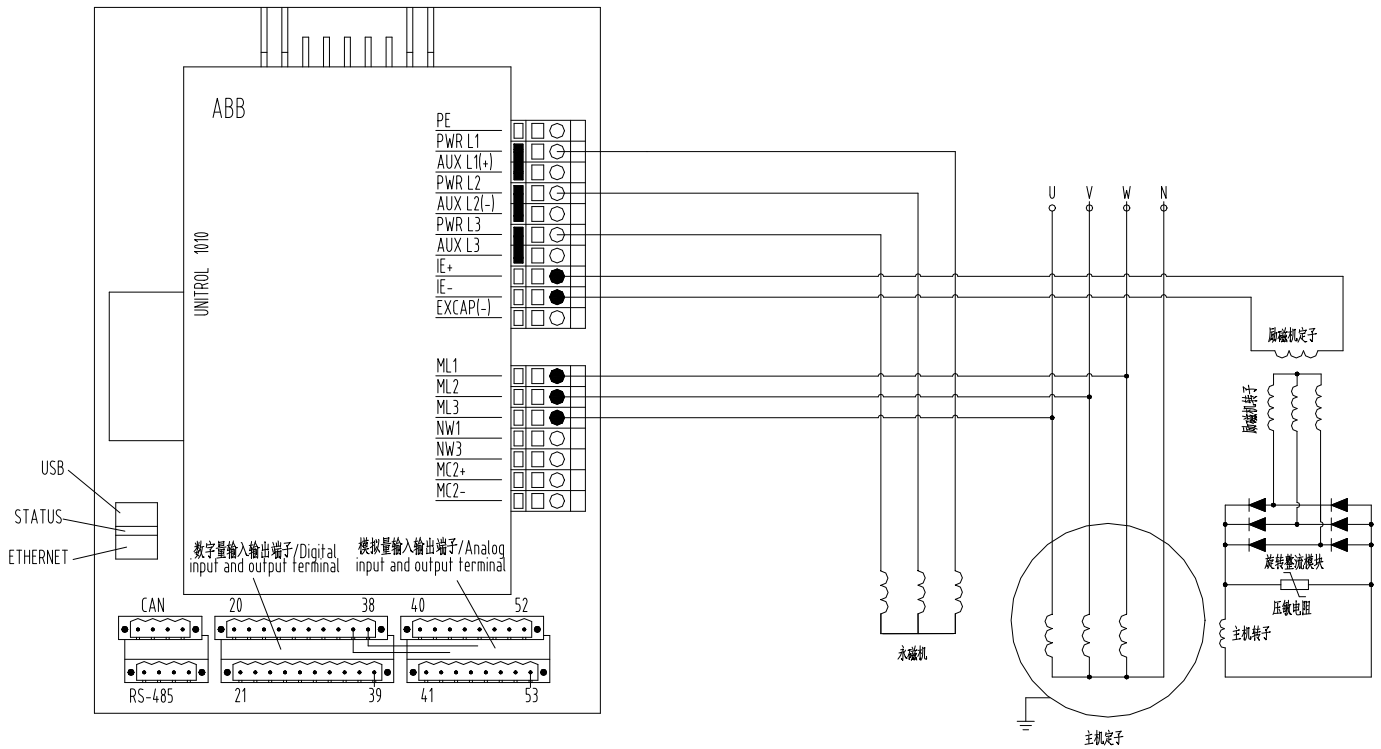 ABB
UNITROL 1010
PE
PWR L1
AUX L1(+)
PWR L2
AUX L2(-)
PWR L3
AUX L3
IE+
IE-
EXCAP(-)
ML1
ML2
ML3
NW1
NW3
MC2+
MC2-
USB
STATUS
ETHERNET
数字量输入输出端子/Digital
input and output terminal
模拟量输入输出端子/Analog
input and output terminal
CAN
20
38
40
52
RS-485
21
39
41
53
U
V
W
N
励磁机定子
励磁机转子
旋转整流模块
压敏电阻
主机转子
永磁机
主机定子